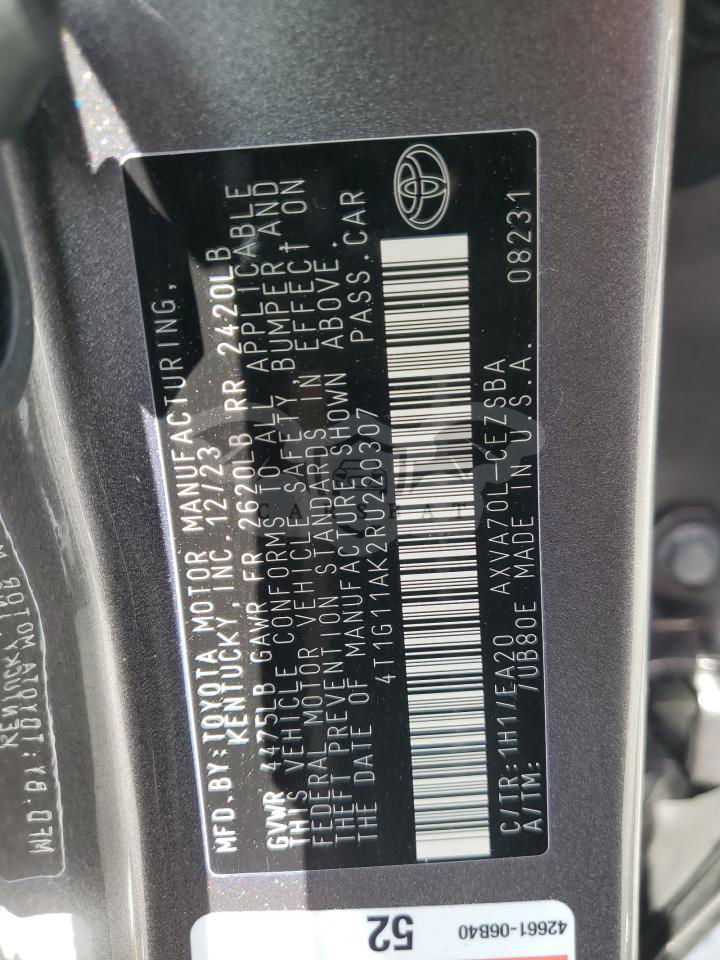 MFD.BY:TOYOTA MOTOR MANUFACTURING,
KENTUCKY, INC. 12/23
GVWR 4475LB GAWR FR 2620LB RR 2420LB
THIS VEHICLE CONFORMS TO ALL APPLICABLE
FEDERAL MOTOR VEHICLE SAFETY, BUMPER, AND
THEFT PREVENTION STANDARDS IN EFFECT ON
THE DATE OF MANUFACTURE SHOWN ABOVE.
4T1G11AK2RU220307 PASS.CAR
C/TR:1H1/EA20 AXVA70L-CEZSBA
A/TM: /UB80E MADE IN U.S.A. 08231
52
42661-06B40